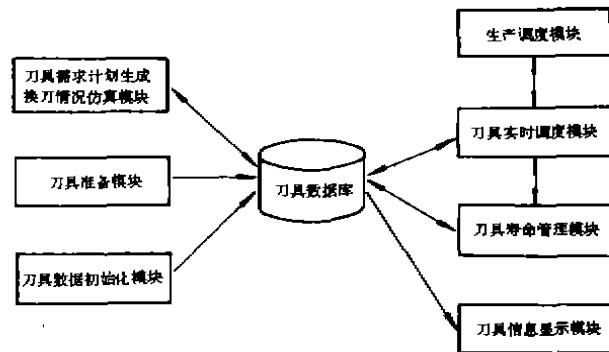 刀具需求计划生成
换刀情况仿真模块
刀具准备模块
刀具数据初始化模块
刀具数据库
生产调度模块
刀具实时调度模块
刀具寿命管理模块
刀具信息显示模块